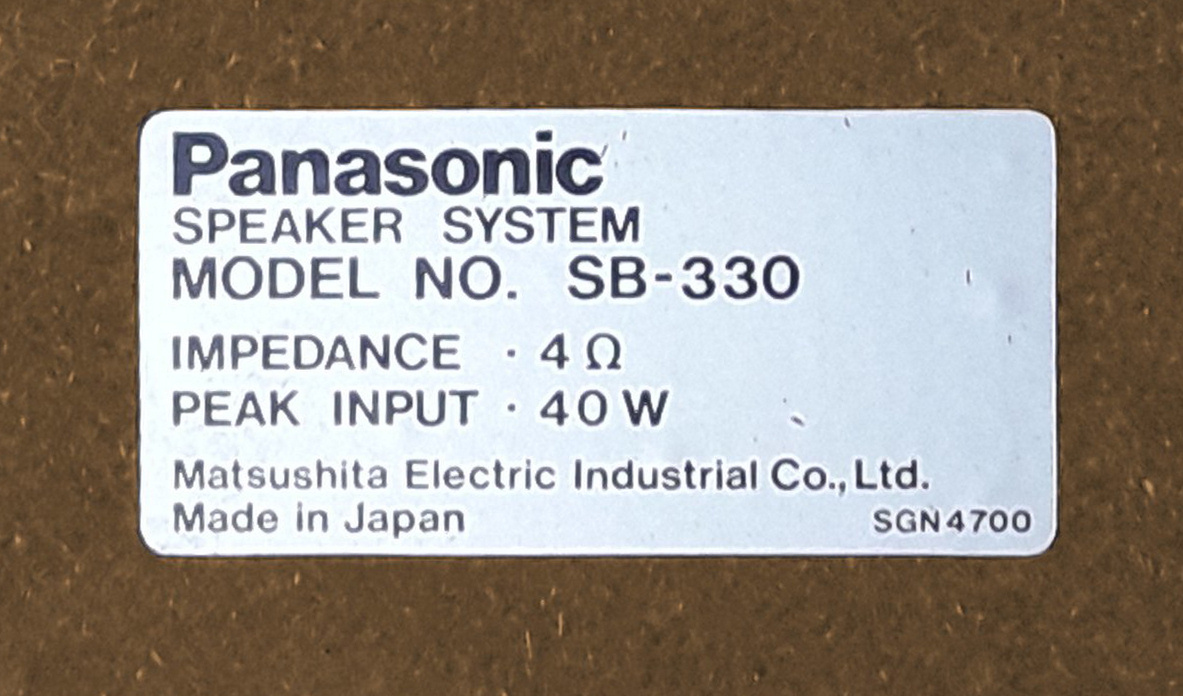 Panasonic
SPEAKER SYSTEM
MODEL NO. SB-330
IMPEDANCE · 4 Ω
PEAK INPUT · 40 W
Matsushita Electric Industrial Co., Ltd.
Made in Japan SGN4700